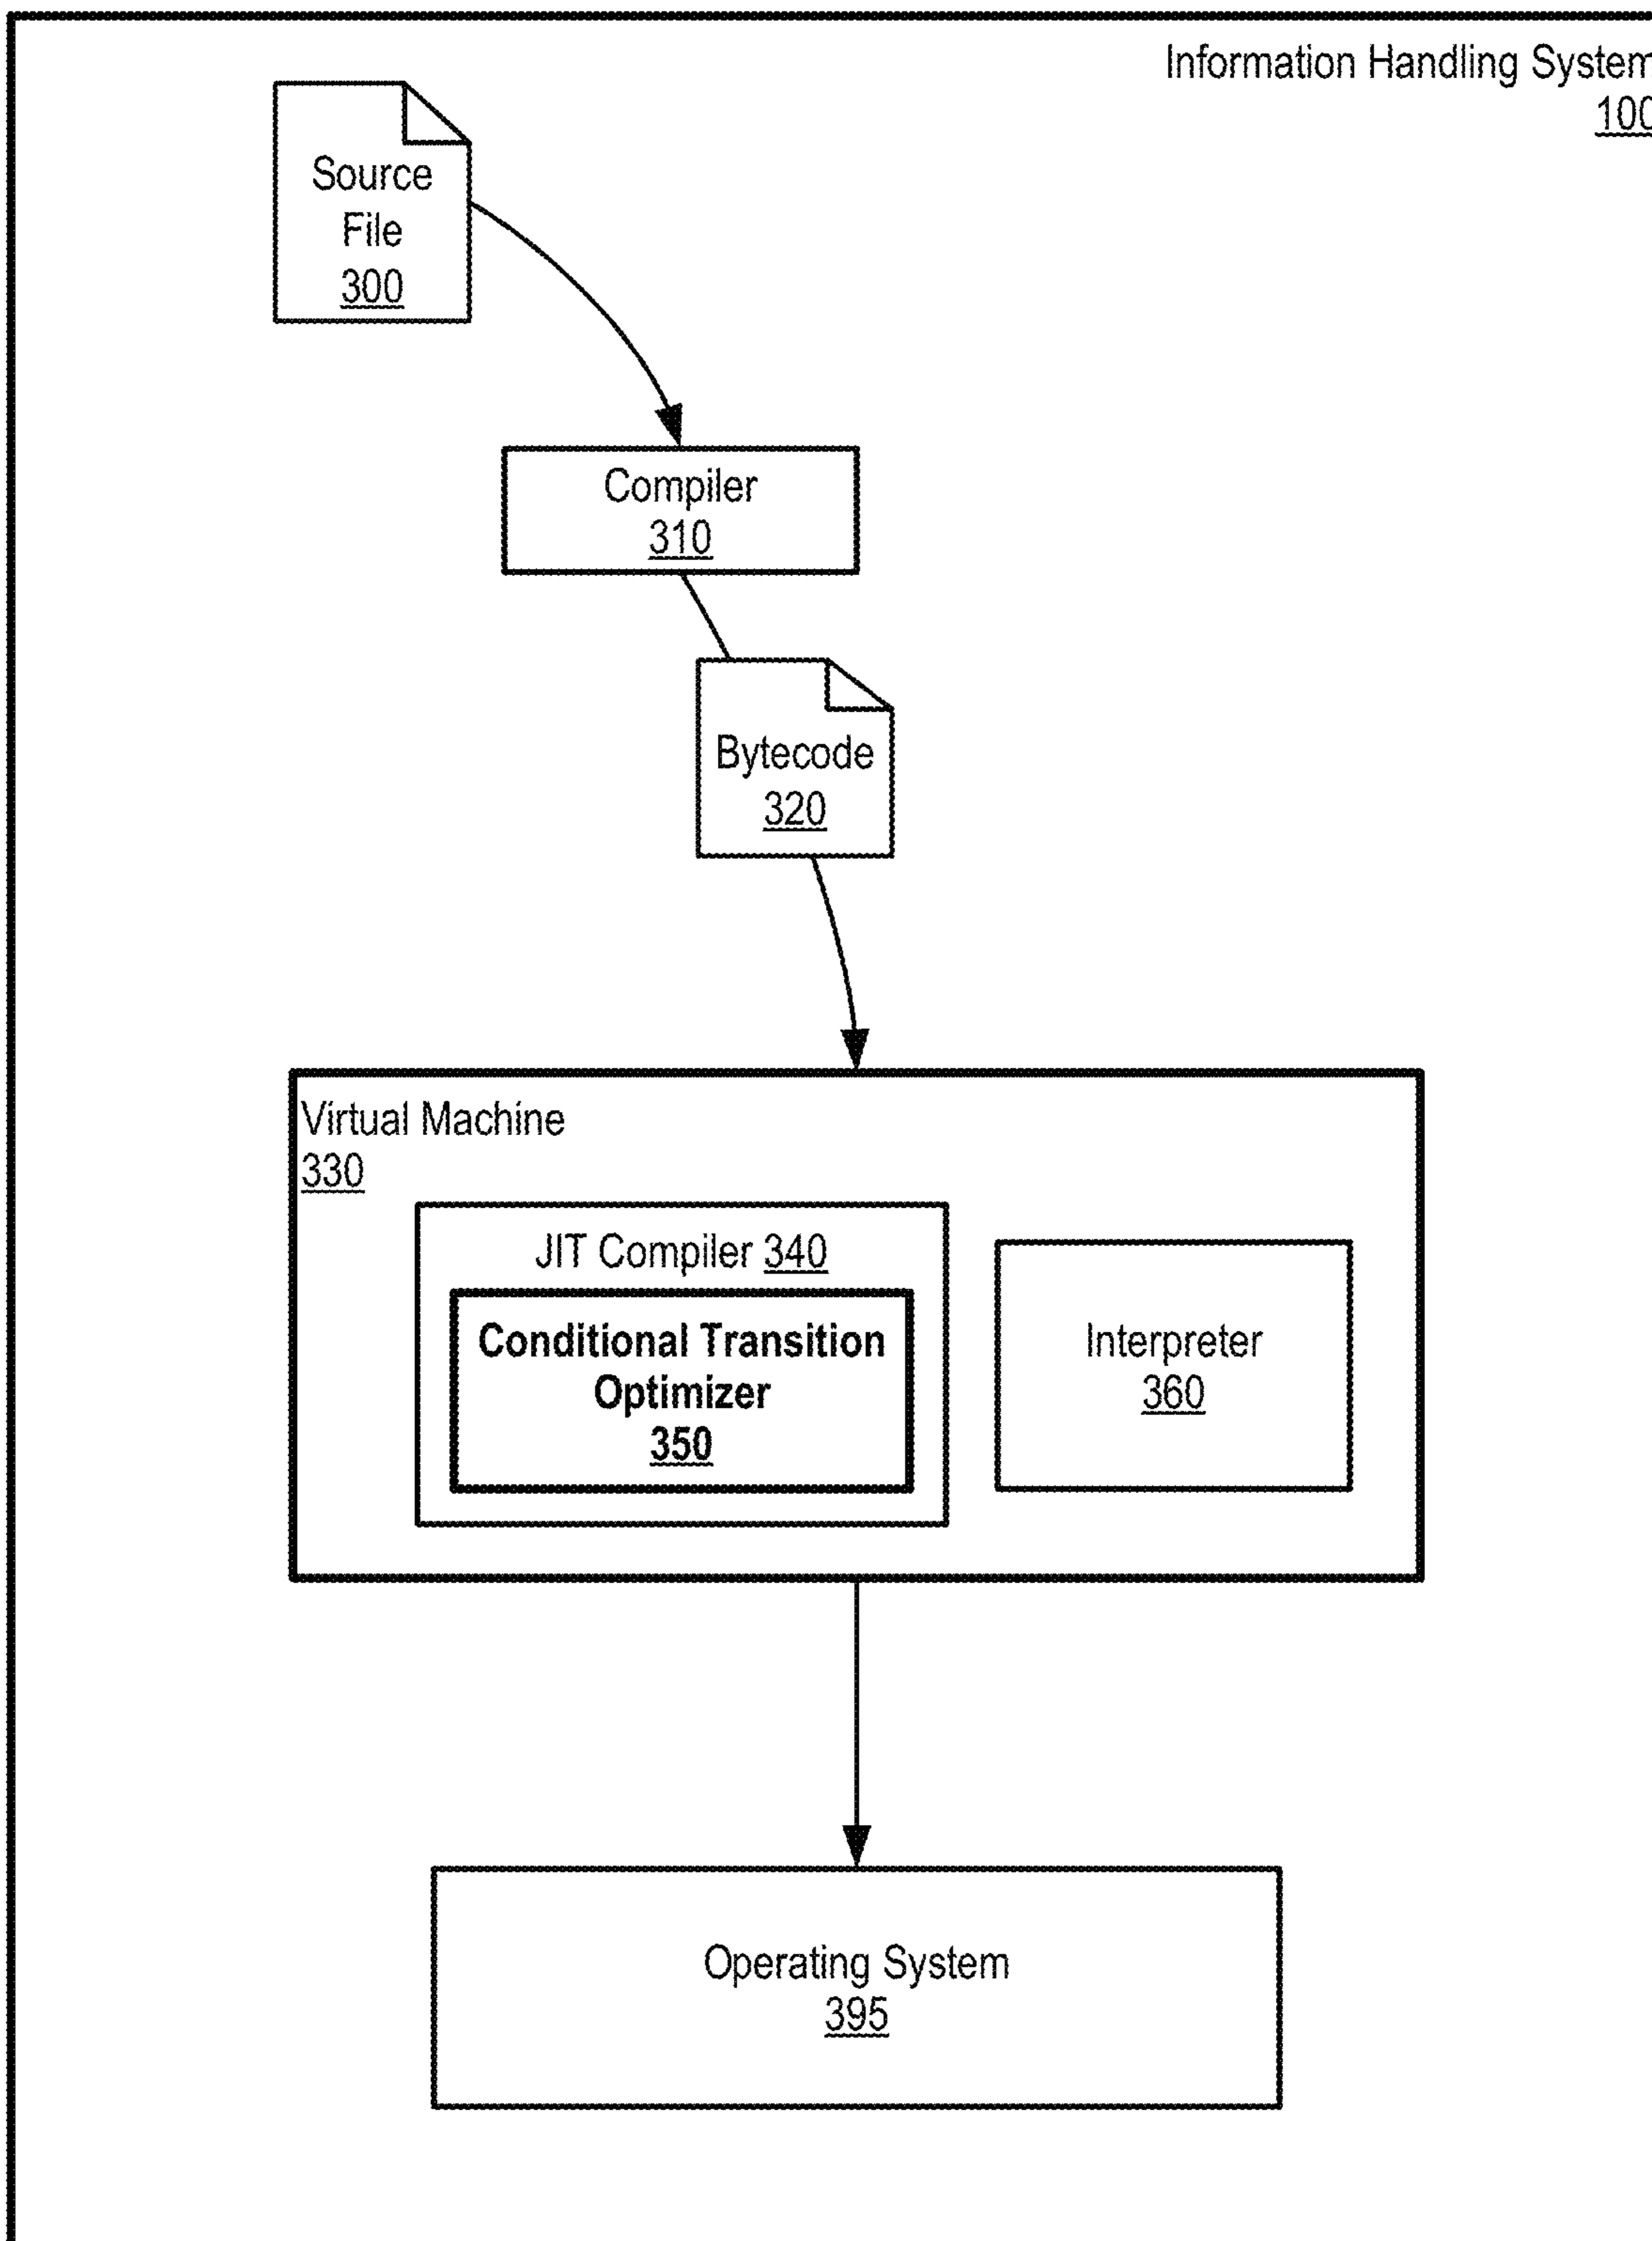 Information Handling System
100
Source
File
300
Compiler
310
Bytecode
320
Virtual Machine
330
JIT Compiler 340
Conditional Transition
Optimizer
350
Interpreter
360
Operating System
395